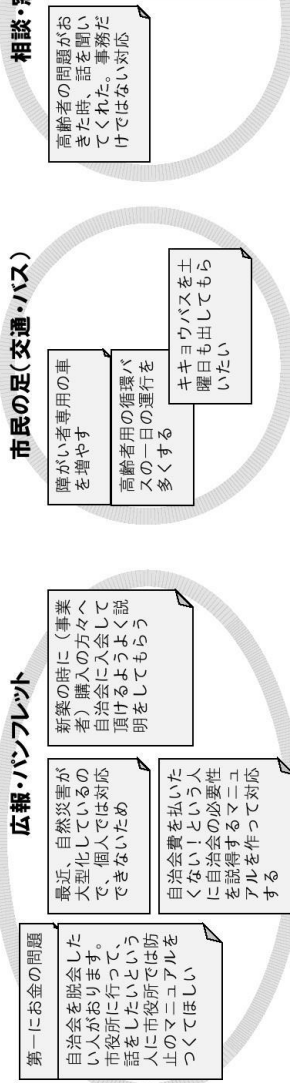 広報・パンフレット
第一にお金の問題
自治会を脱会した
い人がおります。
市役所に行って、
話をしたいという
人に市役所では防
止のマニュアルを
つくてほしい
最近、自然災害が
大型化しているの
で、個人では対応
できないため
自治会費を払いた
くない！という人
に自治会の必要性
を説得するマニュ
アルを作って対応
する
新築の時に（事業
者）購入の方々へ
自治会に入会して
頂けるようよく説
明をしてもらう
市民の足（交通・バス）
障がい者専用の車
を増やす
高齢者用の循環バ
スの一日の運行を
多くする
キキョウバスを土
曜日も出してもら
いたい
相談・
高齢者の問題がお
きた時、話を聞い
てくれた。事務だ
けではない対応